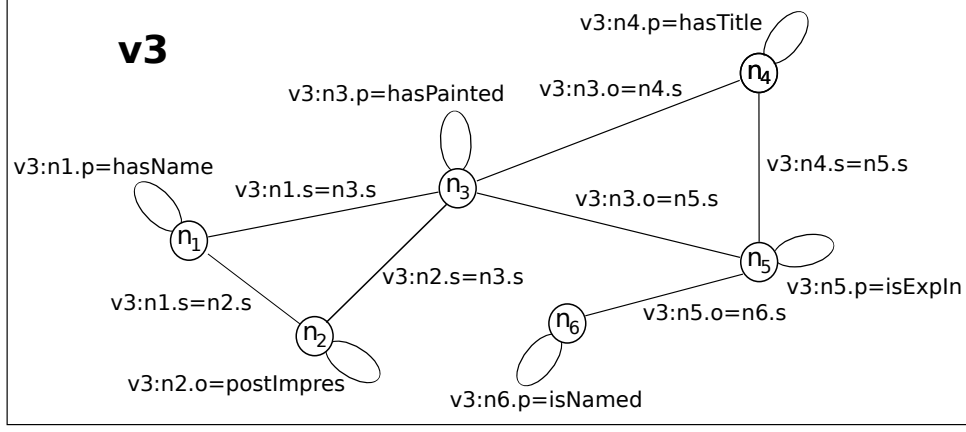 v3:n4.p=hasTitle
v3
n4
v3:n3.o=n4.s
v3:n3.p=hasPainted
v3:n1.p=hasName
v3:n4.s=n5.s
v3:n1.s=n3.s
n3
v3:n3.o=n5.s
n1
n5
v3:n2.s=n3.s
v3:n5.p=isExpIn
v3:n1.s=n2.s
v3:n5.o=n6.s
n6
n2
v3:n2.o=postImpres
v3:n6.p=isNamed